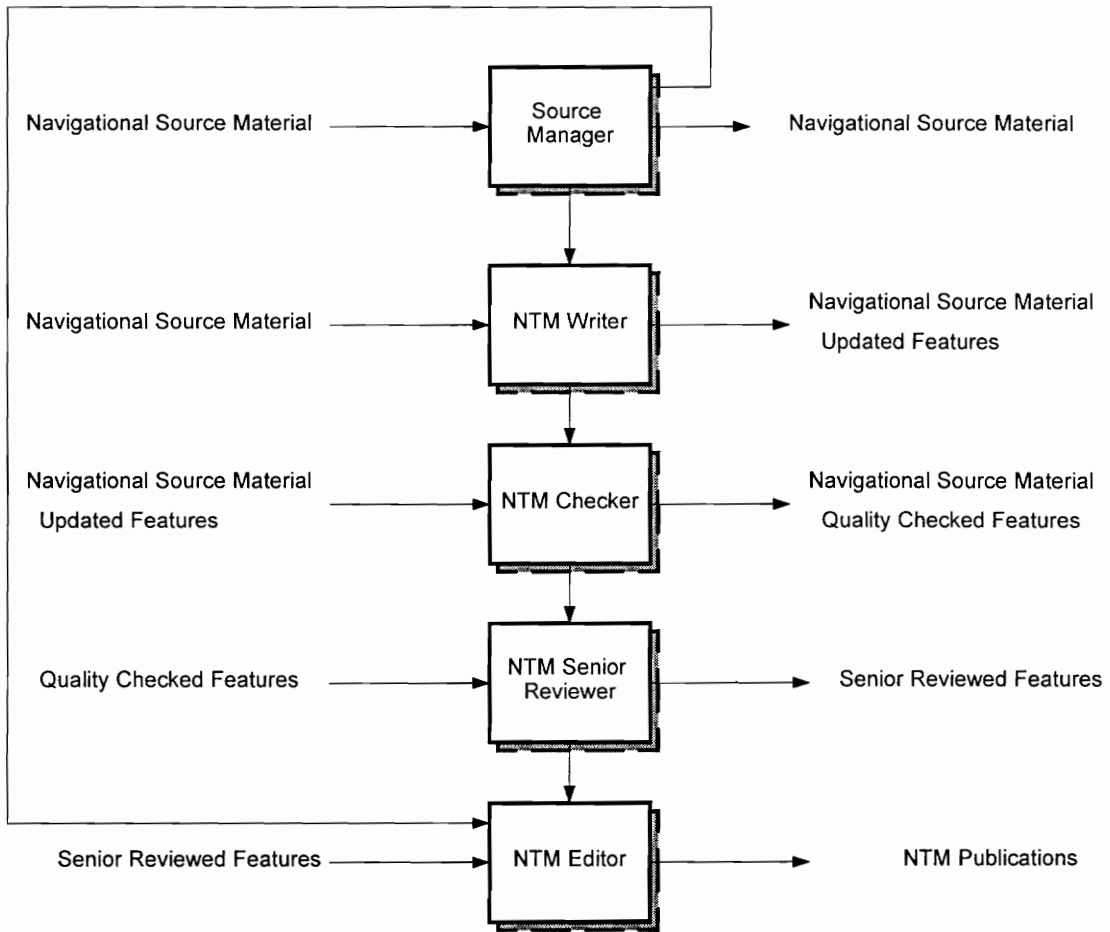 Navigational Source Material
Source
Manager
Navigational Source Material
Navigational Source Material
NTM Writer
Navigational Source Material
Updated Features
Navigational Source Material
Updated Features
NTM Checker
Navigational Source Material
Quality Checked Features
Quality Checked Features
NTM Senior
Reviewer
Senior Reviewed Features
Senior Reviewed Features
NTM Editor
NTM Publications